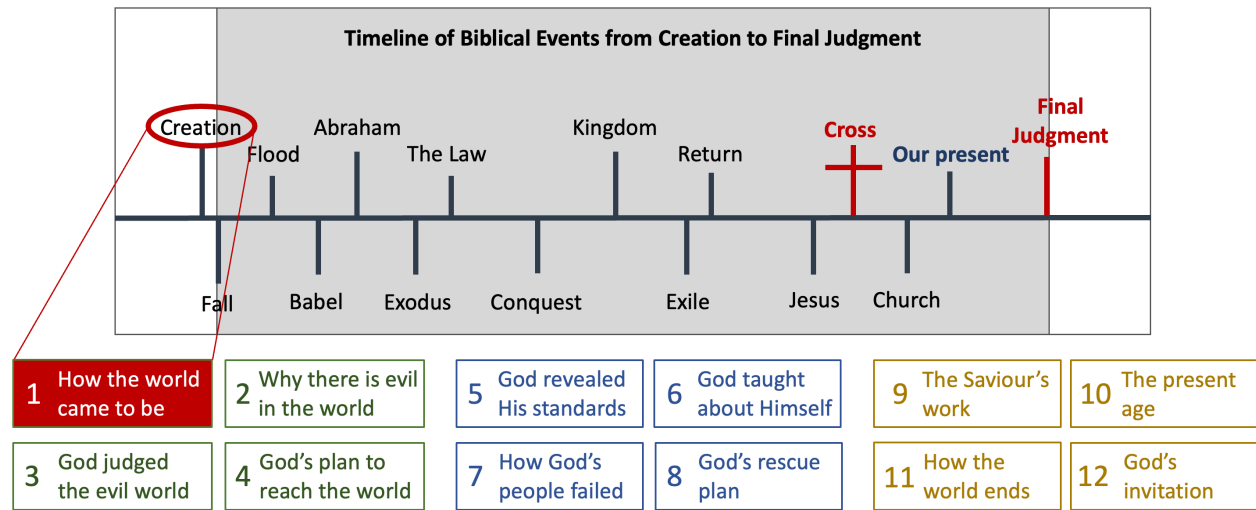 Timeline of Biblical Events from Creation to Final Judgment
Creation
Flood
Abraham
The Law
Kingdom
Return
Cross
Our present
Final
Judgment
Fall
Babel
Exodus
Conquest
Exile
Jesus
Church
1 How the world
came to be
2 Why there is evil
in the world
3 God judged
the evil world
4 God’s plan to
reach the world
5 God revealed
His standards
6 God taught
about Himself
7 How God’s
people failed
8 God’s rescue
plan
9 The Saviour’s
work
10 The present
age
11 How the
world ends
12 God’s
invitation